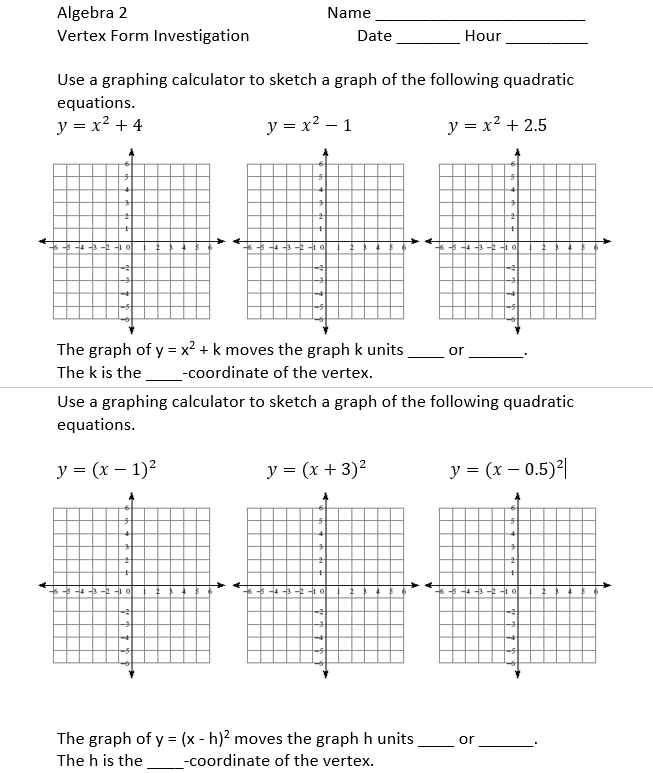 Algebra 2 Name _______________________
Vertex Form Investigation Date _______ Hour _________
Use a graphing calculator to sketch a graph of the following quadratic
equations.
y = x² + 4 y = x² − 1 y = x² + 2.5
6 6 6
5 5 5
4 4 4
3 3 3
2 2 2
1 1 1
-6 -5 -4 -3 -2 -1 0 1 2 3 4 5 6 -6 -5 -4 -3 -2 -1 0 1 2 3 4 5 6 -6 -5 -4 -3 -2 -1 0 1 2 3 4 5 6
-2 -2 -2
-3 -3 -3
-4 -4 -4
-5 -5 -5
-6 -6 -6
The graph of y = x² + k moves the graph k units ____ or ______.
The k is the ____-coordinate of the vertex.
Use a graphing calculator to sketch a graph of the following quadratic
equations.
y = (x − 1)² y = (x + 3)² y = (x − 0.5)²
6 6 6
5 5 5
4 4 4
3 3 3
2 2 2
1 1 1
-6 -5 -4 -3 -2 -1 0 1 2 3 4 5 6 -6 -5 -4 -3 -2 -1 0 1 2 3 4 5 6 -6 -5 -4 -3 -2 -1 0 1 2 3 4 5 6
-2 -2 -2
-3 -3 -3
-4 -4 -4
-5 -5 -5
-6 -6 -6
The graph of y = (x - h)² moves the graph h units ____ or ______.
The h is the ____-coordinate of the vertex.